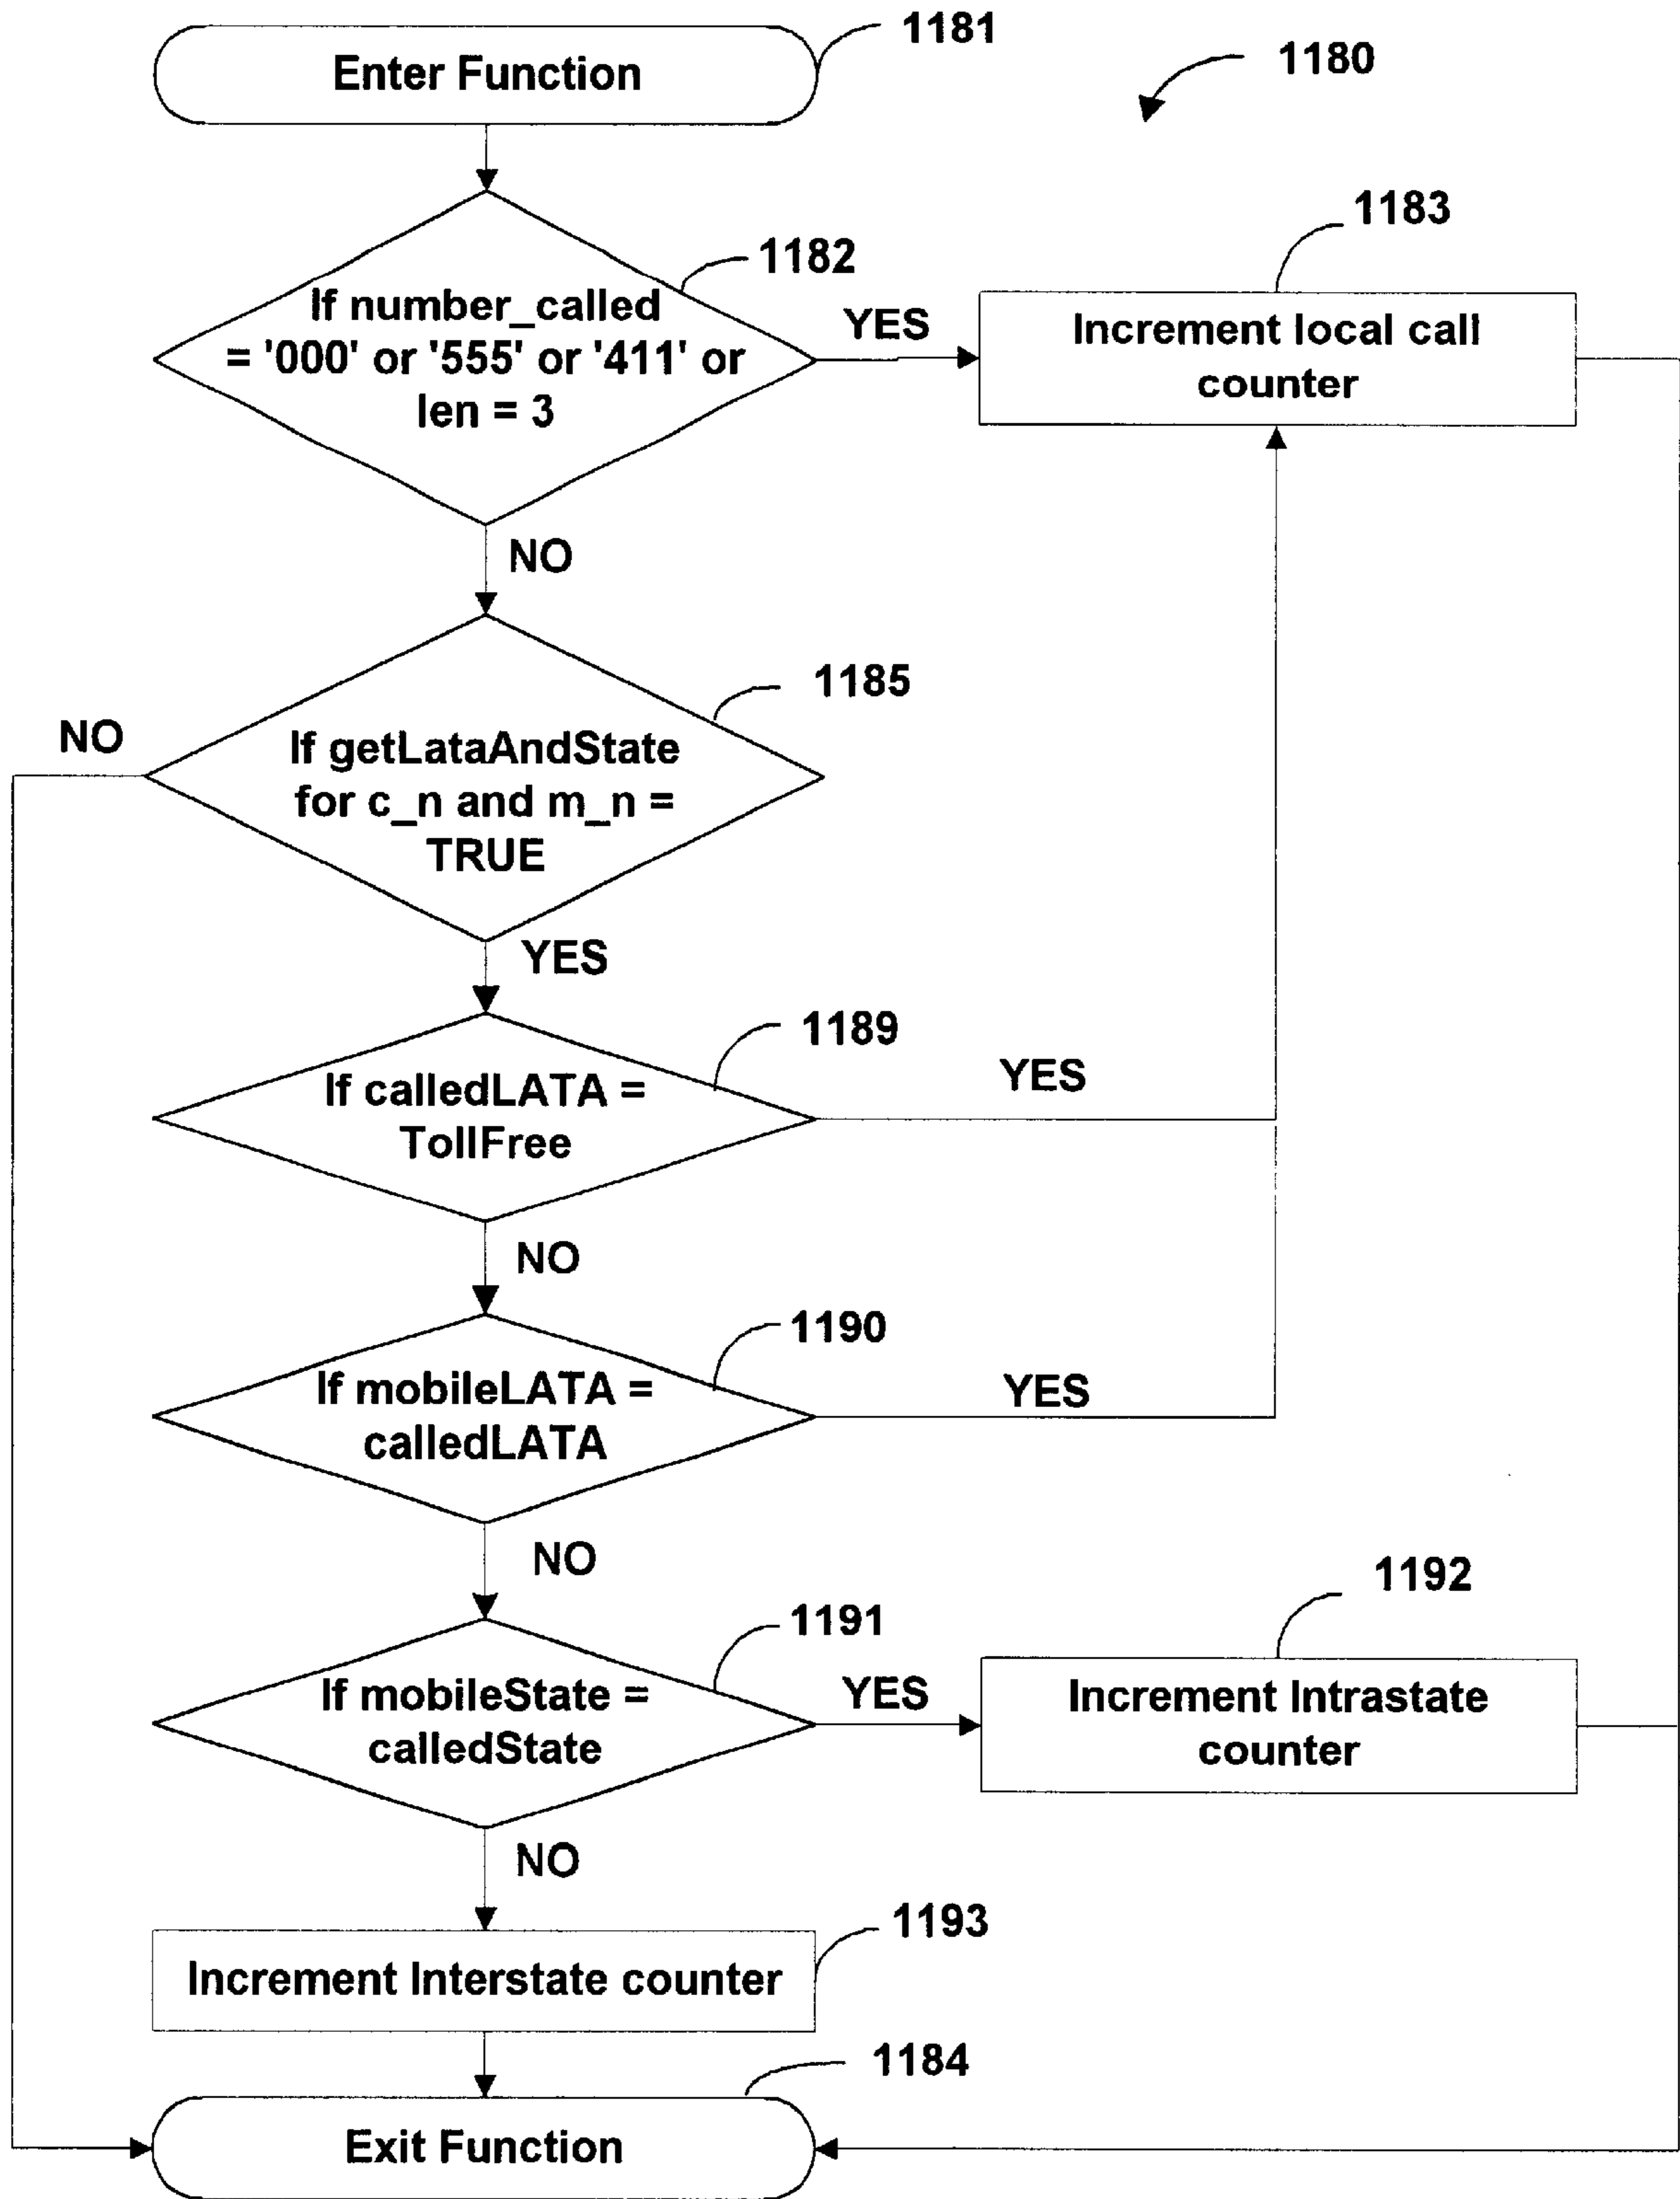 Enter Function
1181
1180
If number_called
= '000' or '555' or '411' or
len = 3
1182
YES
Increment local call
counter
1183
NO
If getLataAndState
for c_n and m_n =
TRUE
1185
NO
YES
If calledLATA =
TollFree
1189
YES
NO
If mobileLATA =
calledLATA
1190
YES
NO
If mobileState =
calledState
1191
YES
Increment Intrastate
counter
1192
NO
Increment Interstate counter
1193
Exit Function
1184